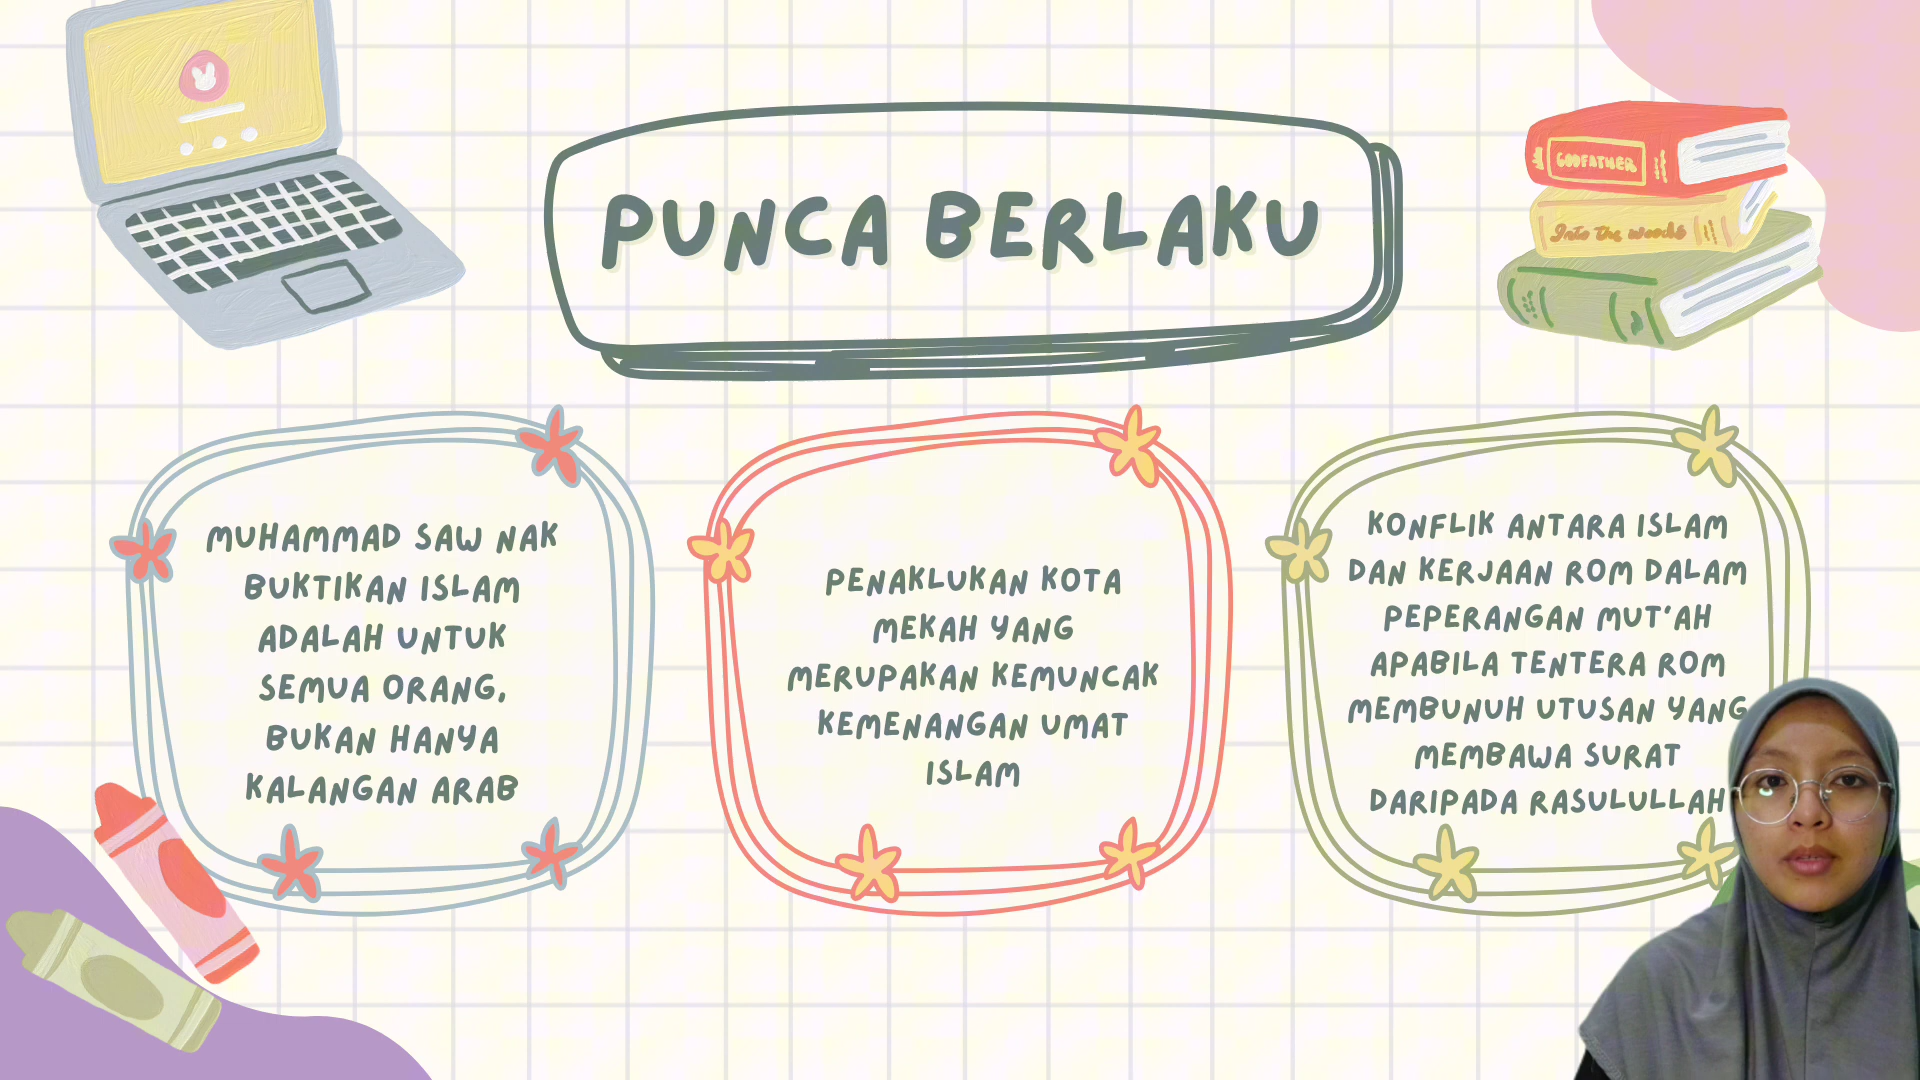 GODFATHER
Into the woods
PUNCA BERLAKU
MUHAMMAD SAW NAK
BUKTIKAN ISLAM
ADALAH UNTUK
SEMUA ORANG,
BUKAN HANYA
KALANGAN ARAB
PENAKLUKAN KOTA
MEKAH YANG
MERUPAKAN KEMUNCAK
KEMENANGAN UMAT
ISLAM
KONFLIK ANTARA ISLAM
DAN KERJAAN ROM DALAM
PEPERANGAN MUT'AH
APABILA TENTERA ROM
MEMBUNUH UTUSAN YANG
MEMBAWA SURAT
DARIPADA RASULULLAH